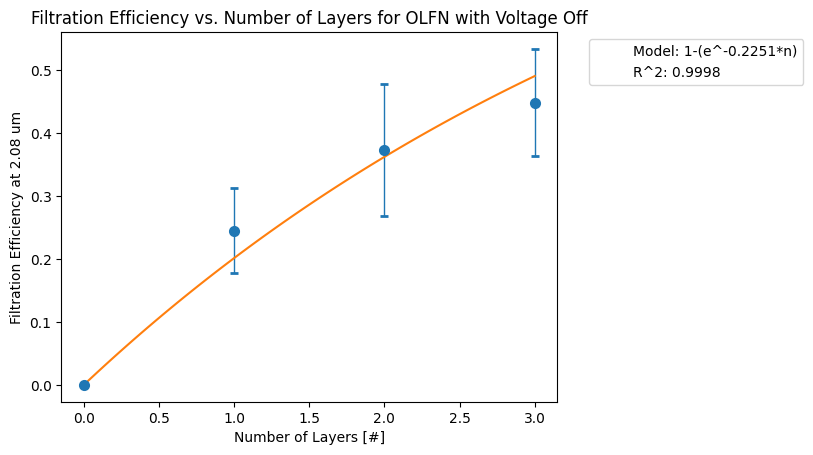 Filtration Efficiency vs. Number of Layers for OLFN with Voltage Off
Model: 1-(e^-0.2251*n)
R^2: 0.9998
Filtration Efficiency at 2.08 um
0.5
0.4
0.3
0.2
0.1
0.0
0.0 0.5 1.0 1.5 2.0 2.5 3.0
Number of Layers [#]